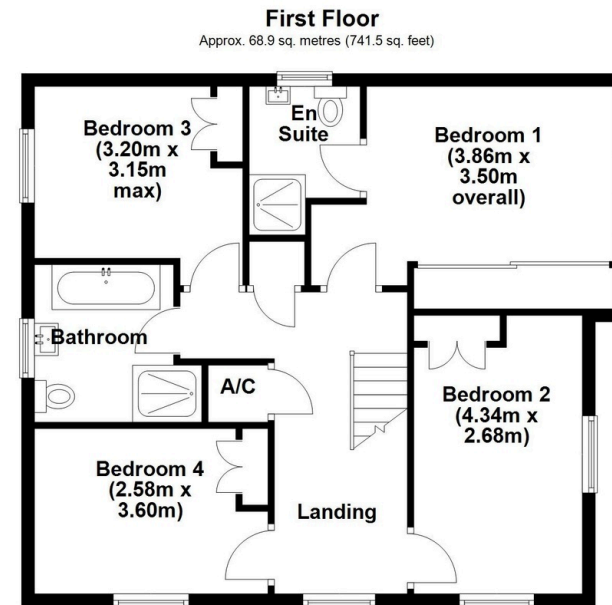 First Floor
Approx. 68.9 sq. metres (741.5 sq. feet)
Bedroom 3
(3.20m x
3.15m
max)
En
Suite
Bedroom 1
(3.86m x
3.50m
overall)
Bathroom
A/C
Bedroom 2
(4.34m x
2.68m)
Bedroom 4
(2.58m x
3.60m)
Landing